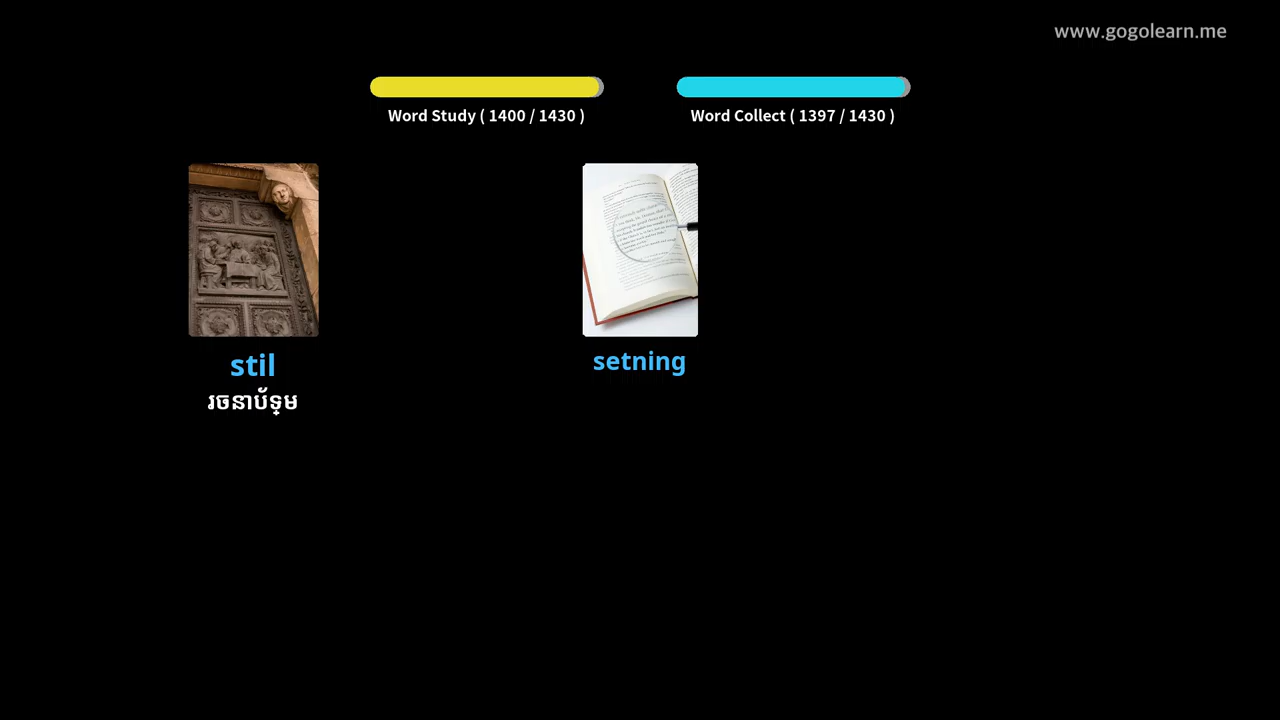 www.gogolearn.me
Word Study ( 1400 / 1430 )
Word Collect ( 1397 / 1430 )
stil
រចនាប័ទ្ម
setning